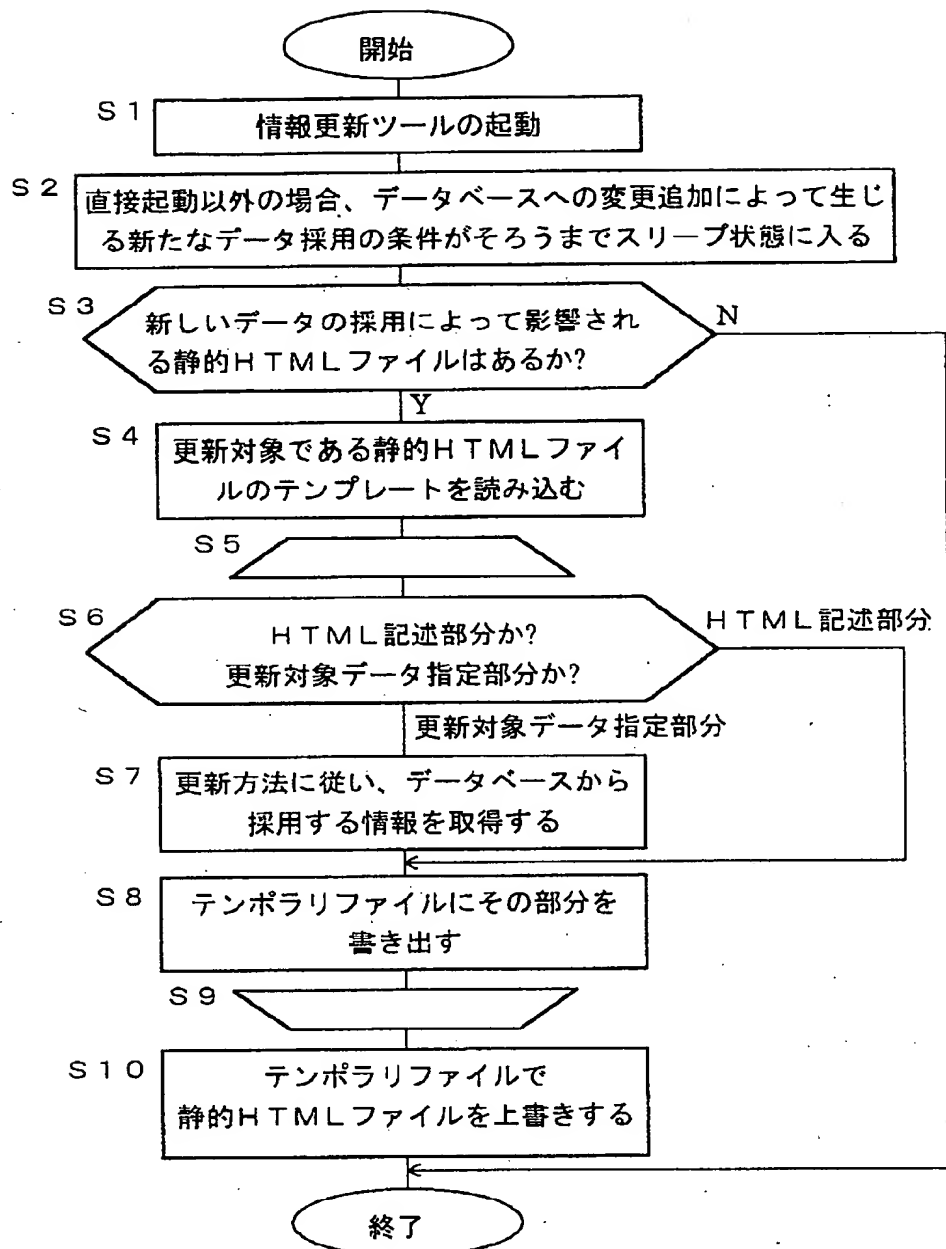 開始
S1
情報更新ツールの起動
S2
直接起動以外の場合、データベースへの変更追加によって生じ
る新たなデータ採用の条件がそろうまでスリープ状態に入る
S3
新しいデータの採用によって影響され
る静的HTMLファイルはあるか?
N
Y
S4
更新対象である静的HTMLファイ
ルのテンプレートを読み込む
S5
S6
HTML記述部分か?
更新対象データ指定部分か?
HTML記述部分
更新対象データ指定部分
S7
更新方法に従い、データベースから
採用する情報を取得する
S8
テンポラリファイルにその部分を
書き出す
S9
S10
テンポラリファイルで
静的HTMLファイルを上書きする
終了